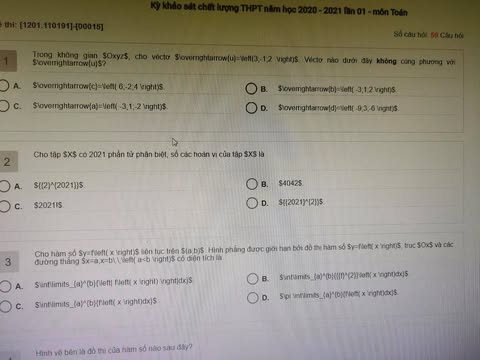 Kỳ khảo sát chất lượng THPT năm học 2020 - 2021 lần 01 - môn Toán
thi: [1201.110191]-[00015]
Số câu hỏi: 50 Câu hỏi
1
Trong không gian $Oxyz$, cho véctơ $\overrightarrow{u}=\left(3;-1;2 \right)$. Véctơ nào dưới đây không cùng phương với
$\overrightarrow{u}$?
A. $\overrightarrow{c}=\left( 6;-2;4 \right)$.
B. $\overrightarrow{b}=\left( -3;1;2 \right)$.
C. $\overrightarrow{a}=\left( -3;1;-2 \right)$.
D. $\overrightarrow{d}=\left( -9;3;-6 \right)$.
2
Cho tập $X$ có 2021 phần tử phân biệt, số các hoán vị của tập $X$ là
A. ${{2}^{2021}}$.
B. $4042$.
C. $2021!$.
D. ${{2021}^{2}}$.
3
Cho hàm số $y=f\left( x \right)$ liên tục trên $(a;b)$. Hình phẳng được giới hạn bởi đồ thị hàm số $y=f\left( x \right)$, trục $Ox$ và các
đường thẳng $x=a,x=b\,\,\left( a<b \right)$ có diện tích là
A. $\int\limits_{a}^{b}{\left| f\left( x \right) \right|dx}$.
B. $\int\limits_{a}^{b}{{{f}^{2}}\left( x \right)dx}$.
C. $\int\limits_{a}^{b}{f\left( x \right)dx}$.
D. $\pi \int\limits_{a}^{b}{f\left( x \right)dx}$.
Hình vẽ bên là đồ thị của hàm số nào sau đây?